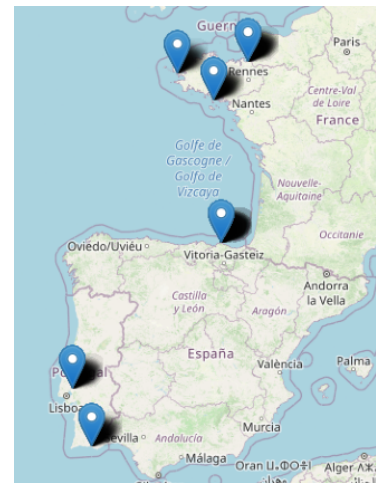 Guern
Paris
Rennes
Centre-Val
de Loire
Nantes
France
Golfe de
Gascogne /
Golfo de
Vizcaya
Nouvelle-
Aquitaine
Occitanie
Oviedo/Uviéu
Vitoria-Gasteiz
Andorra
la Vella
Castilla
y León
Aragón
España
València
Palma
Lisboa
Murcia
Sevilla
Andalucía
Málaga
Oran
Alger